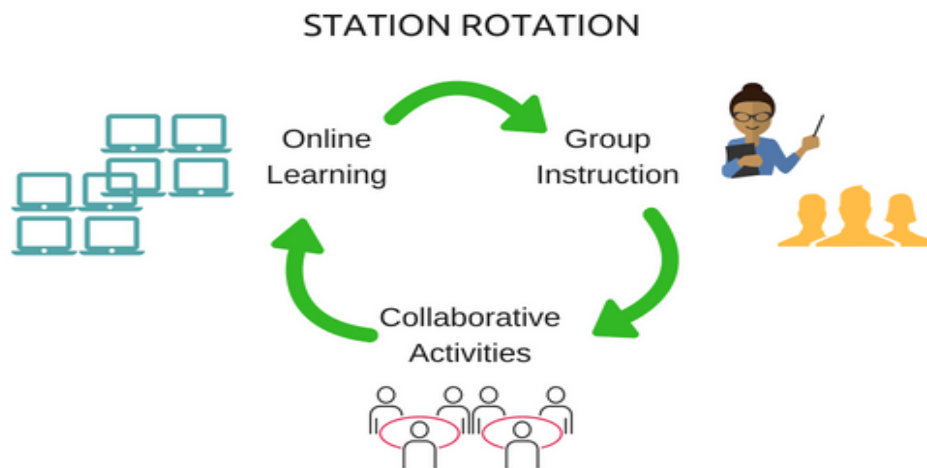 STATION ROTATION
Online
Learning
Group
Instruction
Collaborative
Activities